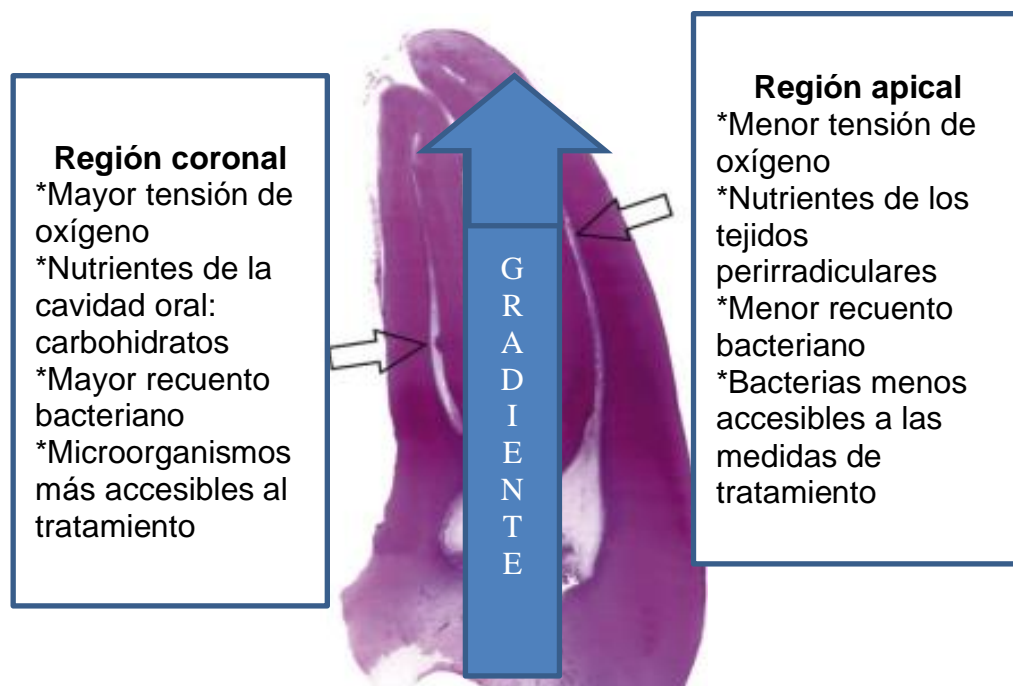 Región coronal
*Mayor tensión de
oxígeno
*Nutrientes de la
cavidad oral:
carbohidratos
*Mayor recuento
bacteriano
*Microorganismos
más accesibles al
tratamiento
G
R
A
D
I
E
N
T
E
Región apical
*Menor tensión de
oxígeno
*Nutrientes de los
tejidos
perirradiculares
*Menor recuento
bacteriano
*Bacterias menos
accesibles a las
medidas de
tratamiento